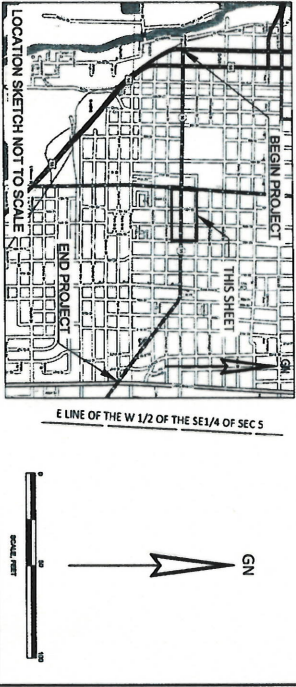 BEGIN PROJECT
GN
THIS SHEET
END PROJECT
LOCATION SKETCH NOT TO SCALE
E LINE OF THE W 1/2 OF THE SE1/4 OF SEC 5
GN
0 50 100
SCALE, FEET